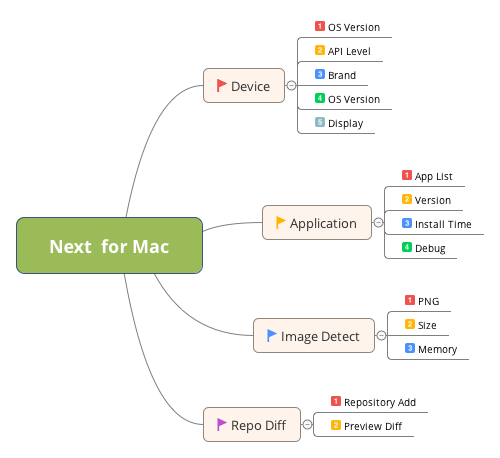 Next for Mac
Device
1 OS Version
2 API Level
3 Brand
4 OS Version
5 Display
Application
1 App List
2 Version
3 Install Time
4 Debug
Image Detect
1 PNG
2 Size
3 Memory
Repo Diff
1 Repository Add
2 Preview Diff